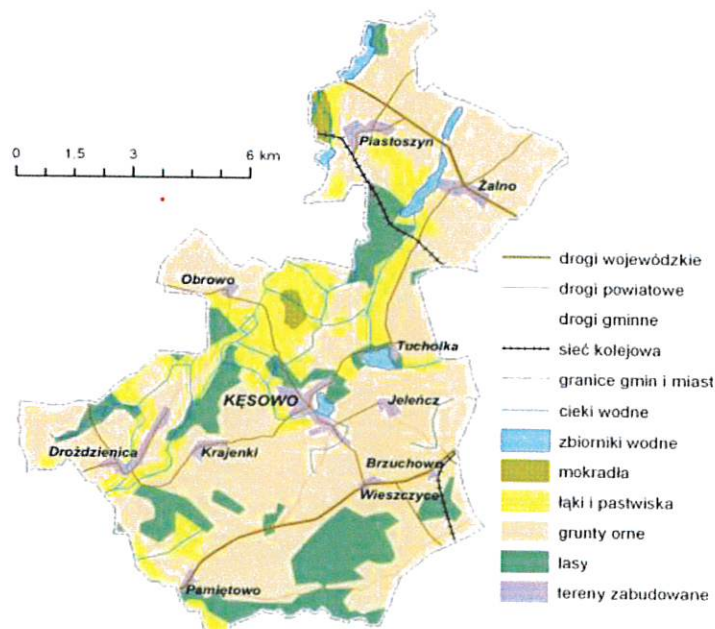 Piastoszyn
0 1.5 3 6 km
Żalno
Obrowo
Tuchołka
KĘSOWO
Jeleńcz
Drożdzienica
Krajenki
Brzuchowo
Wieszczyce
Pamiętowo
drogi wojewódzkie
drogi powiatowe
drogi gminne
sieć kolejowa
granice gmin i miast
cieki wodne
zbiorniki wodne
mokradła
łąki i pastwiska
grunty orne
lasy
tereny zabudowane